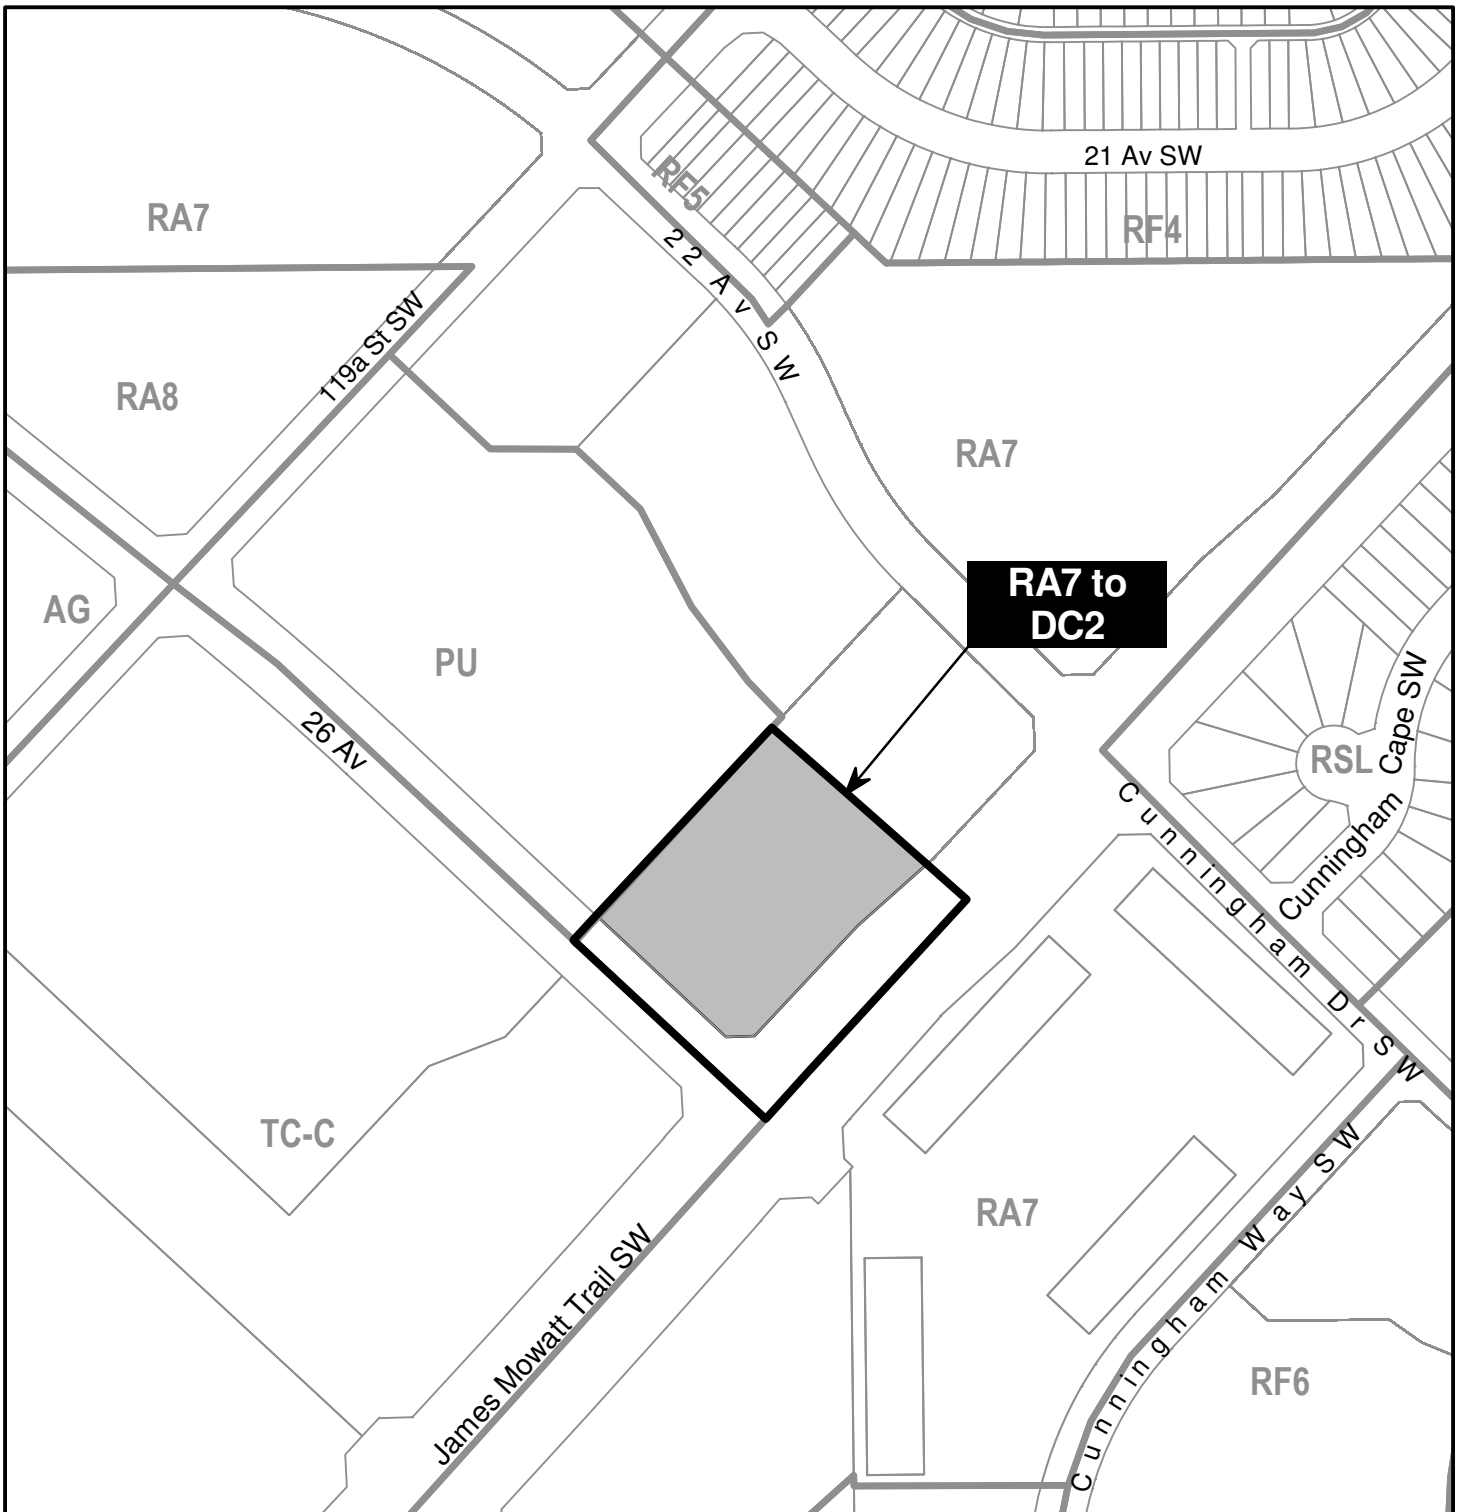 21 Av SW
RF5
RA7
RF4
22 Av SW
119a St SW
RA8
RA7
RA7 to
DC2
AG
PU
Cunningham Cape SW
26 Av
RSL
Cunningham Dr SW
TC-C
RA7
Cunningham Way SW
James Mowatt Trail SW
RF6